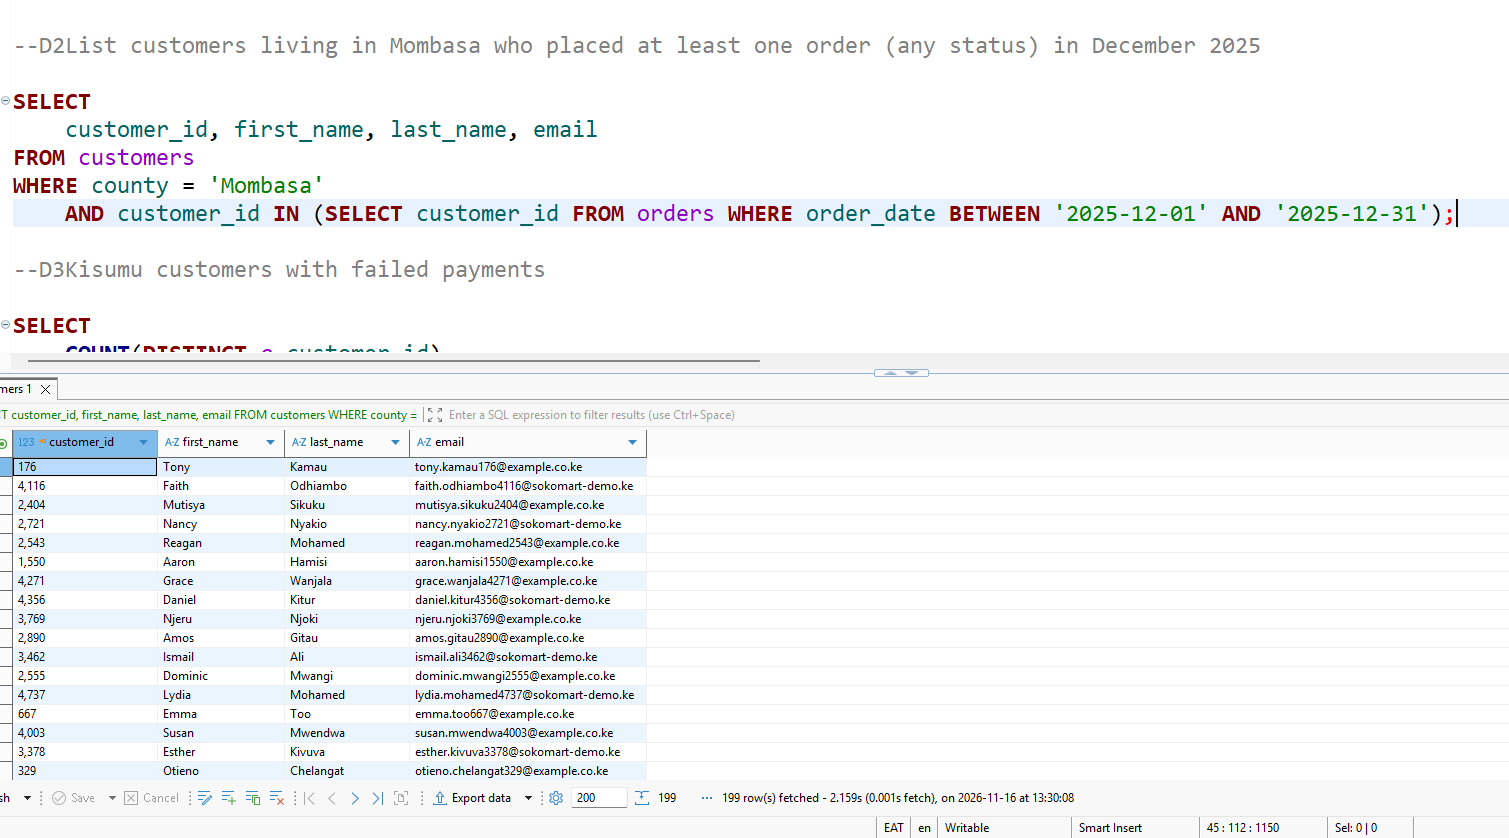 --D2List customers living in Mombasa who placed at least one order (any status) in December 2025
SELECT
customer_id, first_name, last_name, email
FROM customers
WHERE county = 'Mombasa'
AND customer_id IN (SELECT customer_id FROM orders WHERE order_date BETWEEN '2025-12-01' AND '2025-12-31');
--D3Kisumu customers with failed payments
SELECT
COUNT(DISTINCT c.customer_id)
mers 1
T customer_id, first_name, last_name, email FROM customers WHERE county = Enter a SQL expression to filter results (use Ctrl+Space)
123 customer_id A-Z first_name A-Z last_name A-Z email
176 Tony Kamau tony.kamau176@example.co.ke
4,116 Faith Odhiambo faith.odhiambo4116@sokomart-demo.ke
2,404 Mutisya Sikuku mutisya.sikuku2404@example.co.ke
2,721 Nancy Nyakio nancy.nyakio2721@sokomart-demo.ke
2,543 Reagan Mohamed reagan.mohamed2543@example.co.ke
1,550 Aaron Hamisi aaron.hamisi1550@example.co.ke
4,271 Grace Wanjala grace.wanjala4271@example.co.ke
4,356 Daniel Kitur daniel.kitur4356@sokomart-demo.ke
3,769 Njeru Njoki njeru.njoki3769@example.co.ke
2,890 Amos Gitau amos.gitau2890@example.co.ke
3,462 Ismail Ali ismail.ali3462@sokomart-demo.ke
2,555 Dominic Mwangi dominic.mwangi2555@example.co.ke
4,737 Lydia Mohamed lydia.mohamed4737@sokomart-demo.ke
667 Emma Too emma.too667@example.co.ke
4,003 Susan Mwendwa susan.mwendwa4003@example.co.ke
3,378 Esther Kivuva esther.kivuva3378@sokomart-demo.ke
329 Otieno Chelangat otieno.chelangat329@example.co.ke
sh Save Cancel Export data 200 199 ... 199 row(s) fetched - 2.159s (0.001s fetch), on 2026-11-16 at 13:30:08
EAT en Writable Smart Insert 45 : 112 : 1150 Sel: 0 | 0